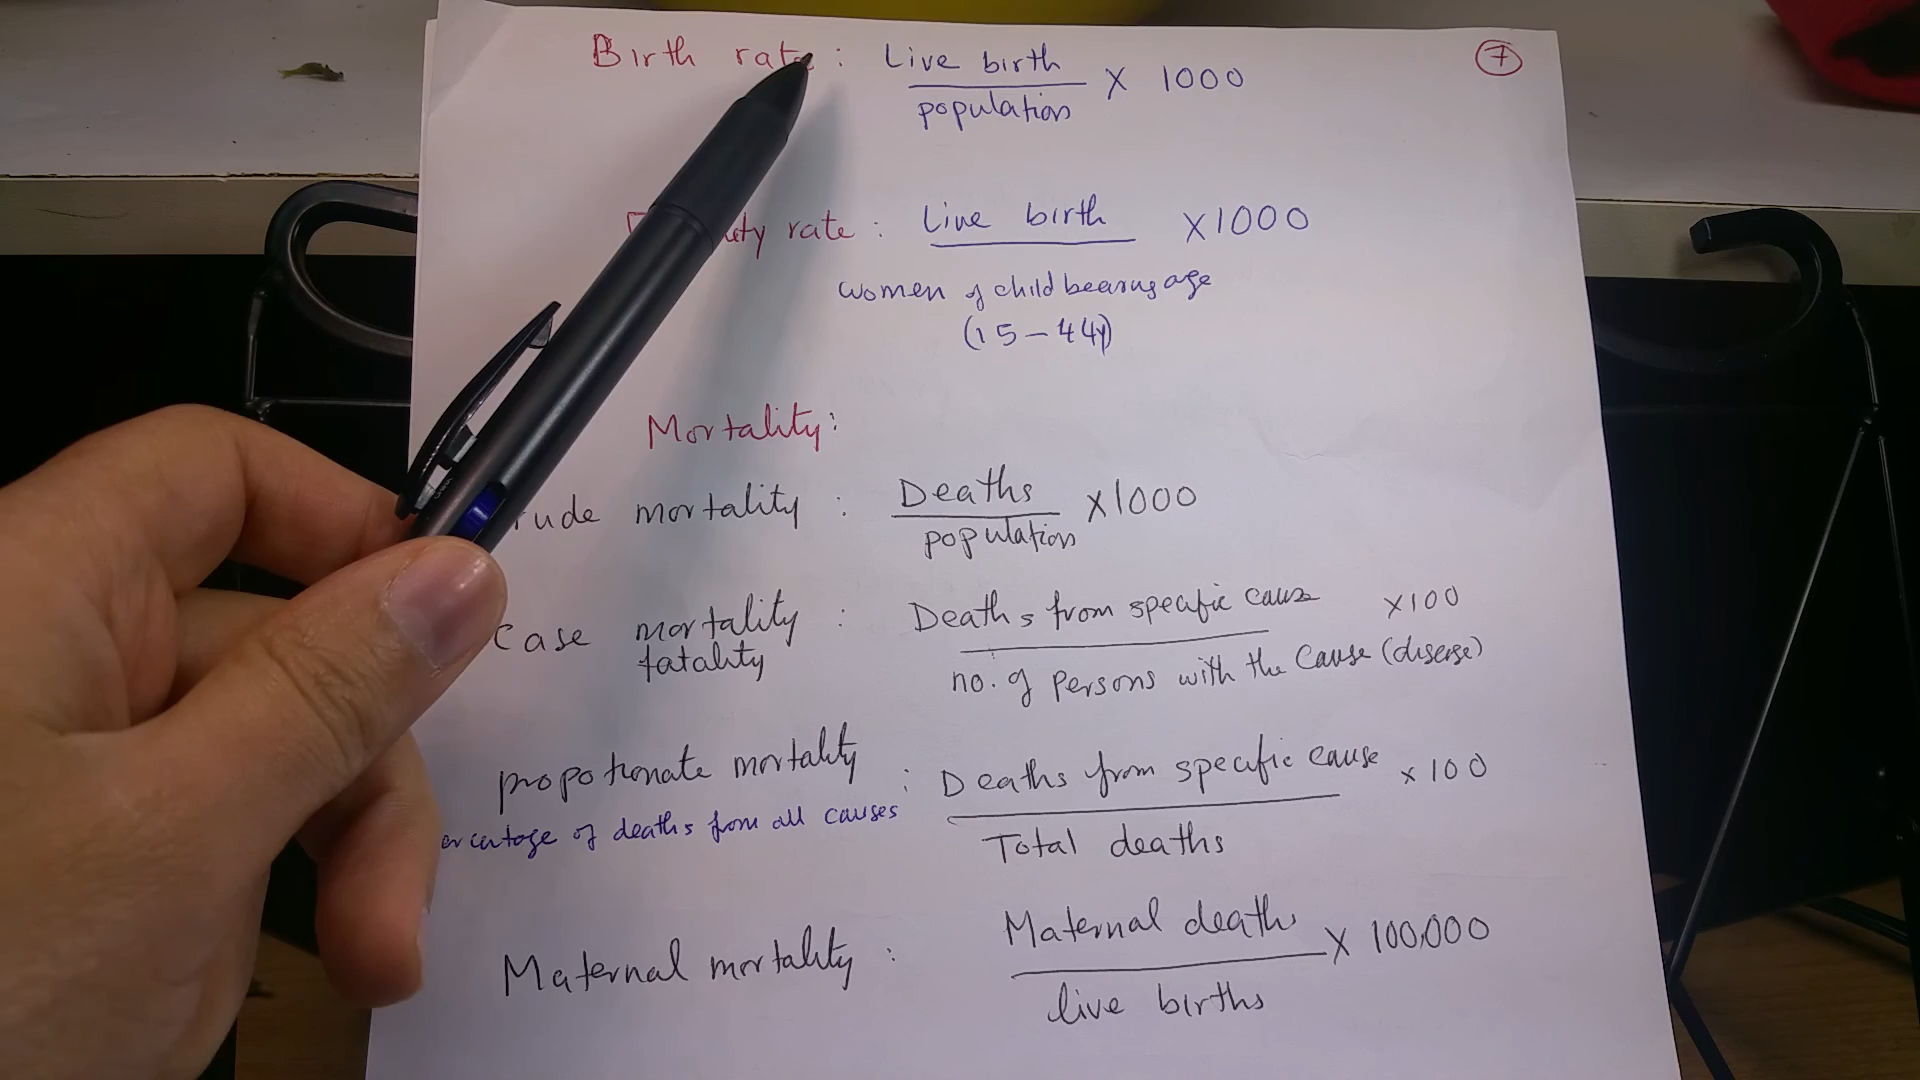 Birth rate : Live birth / population X 1000
7
rate : Live birth X1000
women of child bearing age
(15-44y)
Mortality:
rude mortality : Deaths / population X1000
Case mortality : Deaths from specific cause X100
fatality no. of persons with the cause (disease)
propotionate mortality : Deaths from specific cause x 100
of deaths from all causes Total deaths
Maternal mortality : Maternal deaths X 100,000
live births